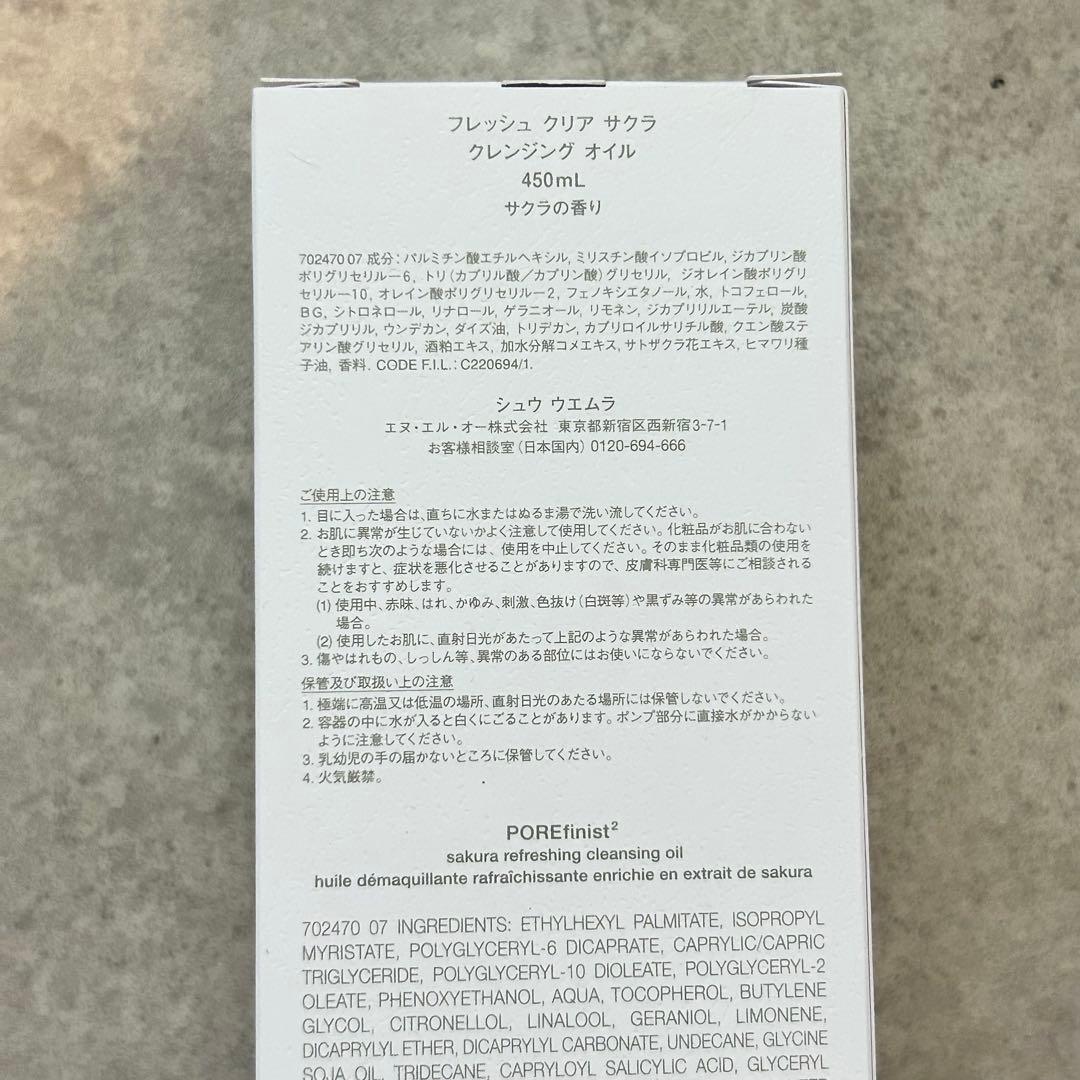 フレッシュ クリア サクラ
クレンジング オイル
450mL
サクラの香り
702470 07 成分：パルミチン酸エチルヘキシル, ミリスチン酸イソプロピル, ジカプリン酸
ポリグリセリル－6, トリ（カプリル酸／カプリン酸）グリセリル, ジオレイン酸ポリグリ
セリル－10, オレイン酸ポリグリセリル－2, フェノキシエタノール, 水, トコフェロール,
BG, シトロネロール, リナロール, ゲラニオール, リモネン, ジカプリリルエーテル, 炭酸
ジカプリリル, ウンデカン, ダイズ油, トリデカン, カプリロイルサリチル酸, クエン酸ステ
アリン酸グリセリル, 酒粕エキス, 加水分解コメエキス, サトザクラ花エキス, ヒマワリ種
子油, 香料. CODE F.I.L.: C220694/1.
シュウ ウエムラ
エヌ・エル・オー株式会社 東京都新宿区西新宿3-7-1
お客様相談室（日本国内）0120-694-666
ご使用上の注意
1. 目に入った場合は、直ちに水またはぬるま湯で洗い流してください。
2. お肌に異常が生じていないかよく注意して使用してください。化粧品がお肌に合わない
とき即ち次のような場合には、使用を中止してください。そのまま化粧品類の使用を
続けますと、症状を悪化させることがありますので、皮膚科専門医等にご相談される
ことをおすすめします。
(1) 使用中、赤味、はれ、かゆみ、刺激、色抜け（白斑等）や黒ずみ等の異常があらわれた
場合。
(2) 使用したお肌に、直射日光があたって上記のような異常があらわれた場合。
3. 傷やはれもの、しっしん等、異常のある部位にはお使いにならないでください。
保管及び取扱い上の注意
1. 極端に高温又は低温の場所、直射日光のあたる場所には保管しないでください。
2. 容器の中に水が入ると白くにごることがあります。ポンプ部分に直接水がかからない
ように注意してください。
3. 乳幼児の手の届かないところに保管してください。
4. 火気厳禁。
POREfinist²
sakura refreshing cleansing oil
huile démaquillante rafraîchissante enrichie en extrait de sakura
702470 07 INGREDIENTS: ETHYLHEXYL PALMITATE, ISOPROPYL
MYRISTATE, POLYGLYCERYL-6 DICAPRATE, CAPRYLIC/CAPRIC
TRIGLYCERIDE, POLYGLYCERYL-10 DIOLEATE, POLYGLYCERYL-2
OLEATE, PHENOXYETHANOL, AQUA, TOCOPHEROL, BUTYLENE
GLYCOL, CITRONELLOL, LINALOOL, GERANIOL, LIMONENE,
DICAPRYLYL ETHER, DICAPRYLYL CARBONATE, UNDECANE, GLYCINE
SOJA OIL, TRIDECANE, CAPRYLOYL SALICYLIC ACID, GLYCERYL